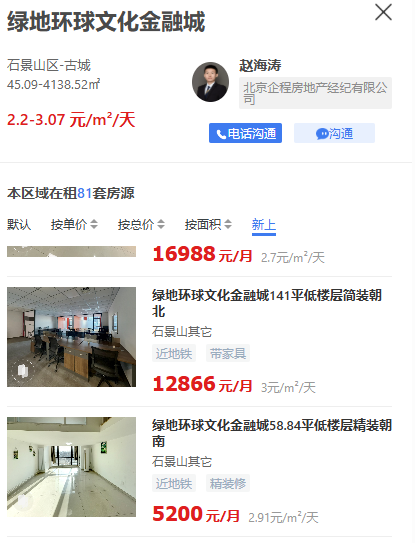 绿地环球文化金融城
石景山区-古城
45.09-4138.52㎡
2.2-3.07 元/m²/天
赵海涛
北京企程房地产经纪有限公
司
电话沟通
沟通
本区域在租81套房源
默认 按单价 按总价 按面积 新上
16988 元/月 2.7元/m²/天
绿地环球文化金融城141平低楼层简装朝
北
石景山其它
近地铁 带家具
12866 元/月 3元/m²/天
绿地环球文化金融城58.84平低楼层精装朝
南
石景山其它
近地铁 精装修
5200 元/月 2.91元/m²/天